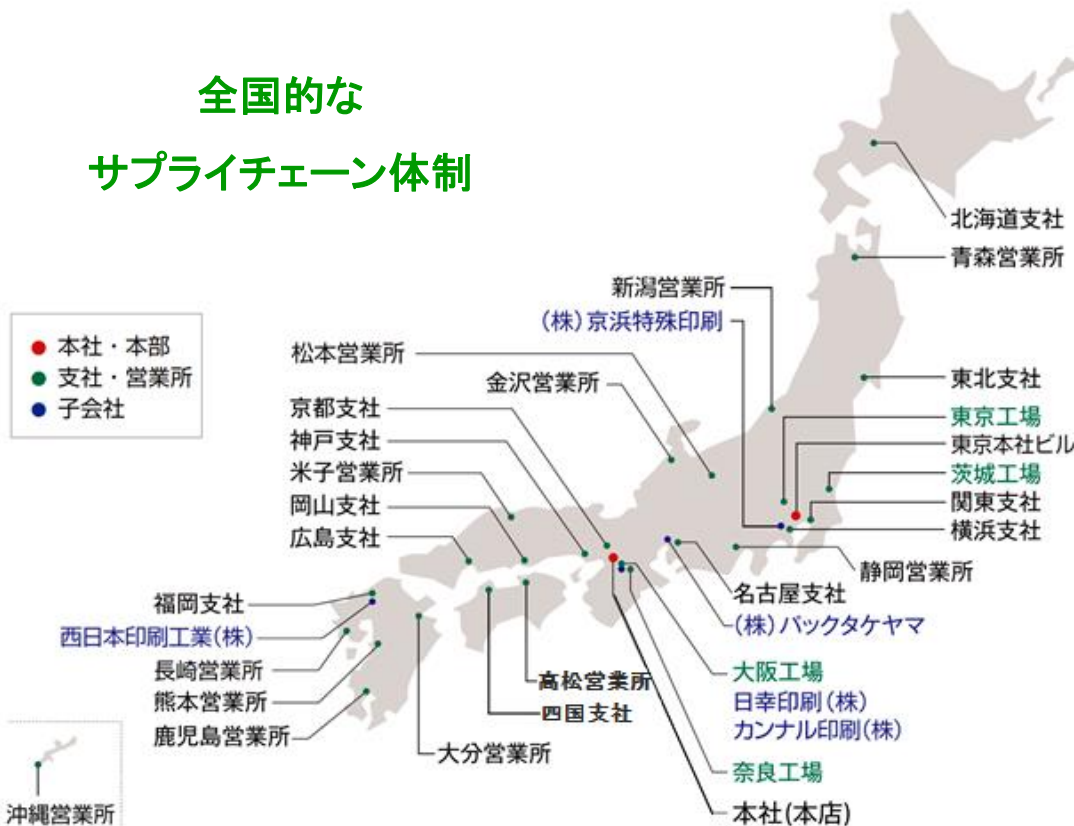 全国的な
サプライチェーン体制
本社・本部
支社・営業所
子会社
北海道支社
青森営業所
新潟営業所
(株)京浜特殊印刷
松本営業所
金沢営業所
東北支社
京都支社
東京工場
神戸支社
東京本社ビル
米子営業所
茨城工場
岡山支社
関東支社
広島支社
横浜支社
静岡営業所
福岡支社
名古屋支社
西日本印刷工業(株)
(株)パックタケヤマ
長崎営業所
大阪工場
高松営業所
熊本営業所
日幸印刷(株)
四国支社
カンナル印刷(株)
鹿児島営業所
大分営業所
奈良工場
沖縄営業所
本社(本店)